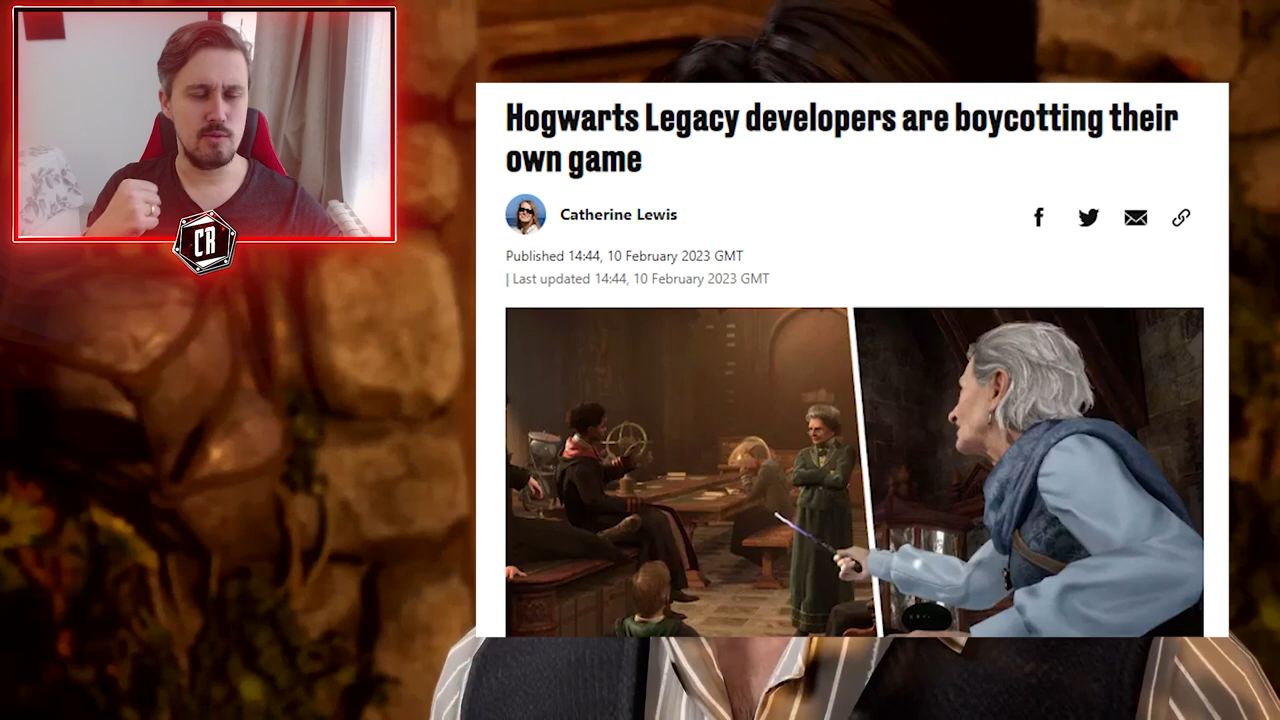 CR
Hogwarts Legacy developers are boycotting their
own game
Catherine Lewis
Published 14:44, 10 February 2023 GMT
| Last updated 14:44, 10 February 2023 GMT